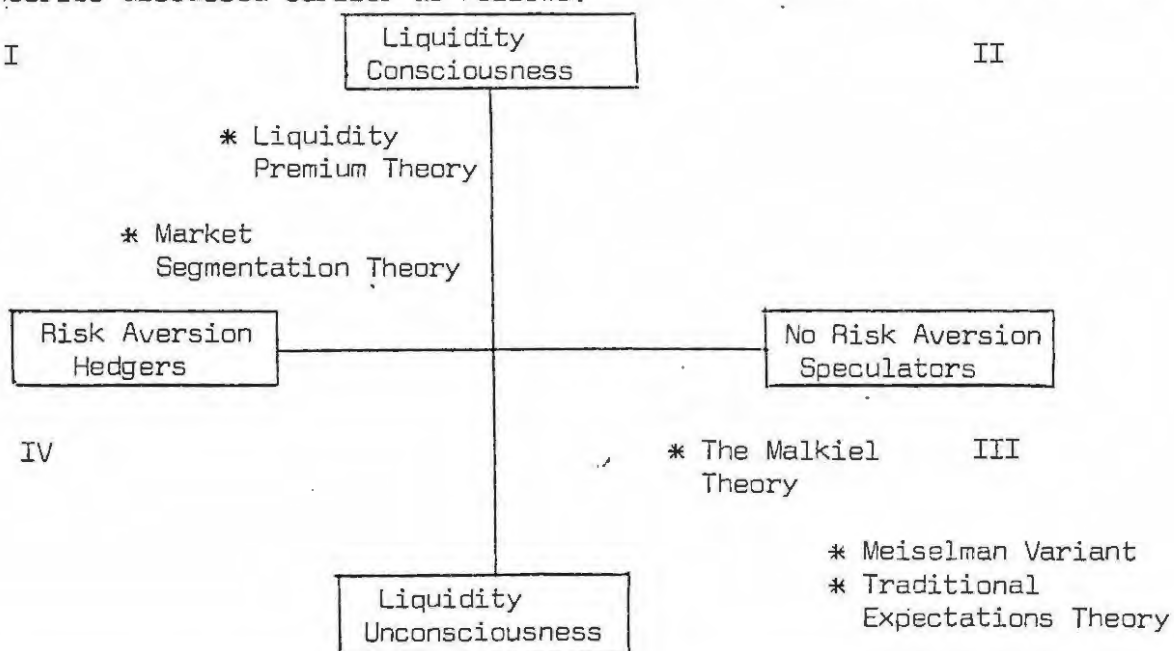 I
Liquidity
Consciousness
II
* Liquidity
Premium Theory
* Market
Segmentation Theory
Risk Aversion
Hedgers
No Risk Aversion
Speculators
IV
* The Malkiel
Theory
III
* Meiselman Variant
* Traditional
Expectations Theory
Liquidity
Unconsciousness